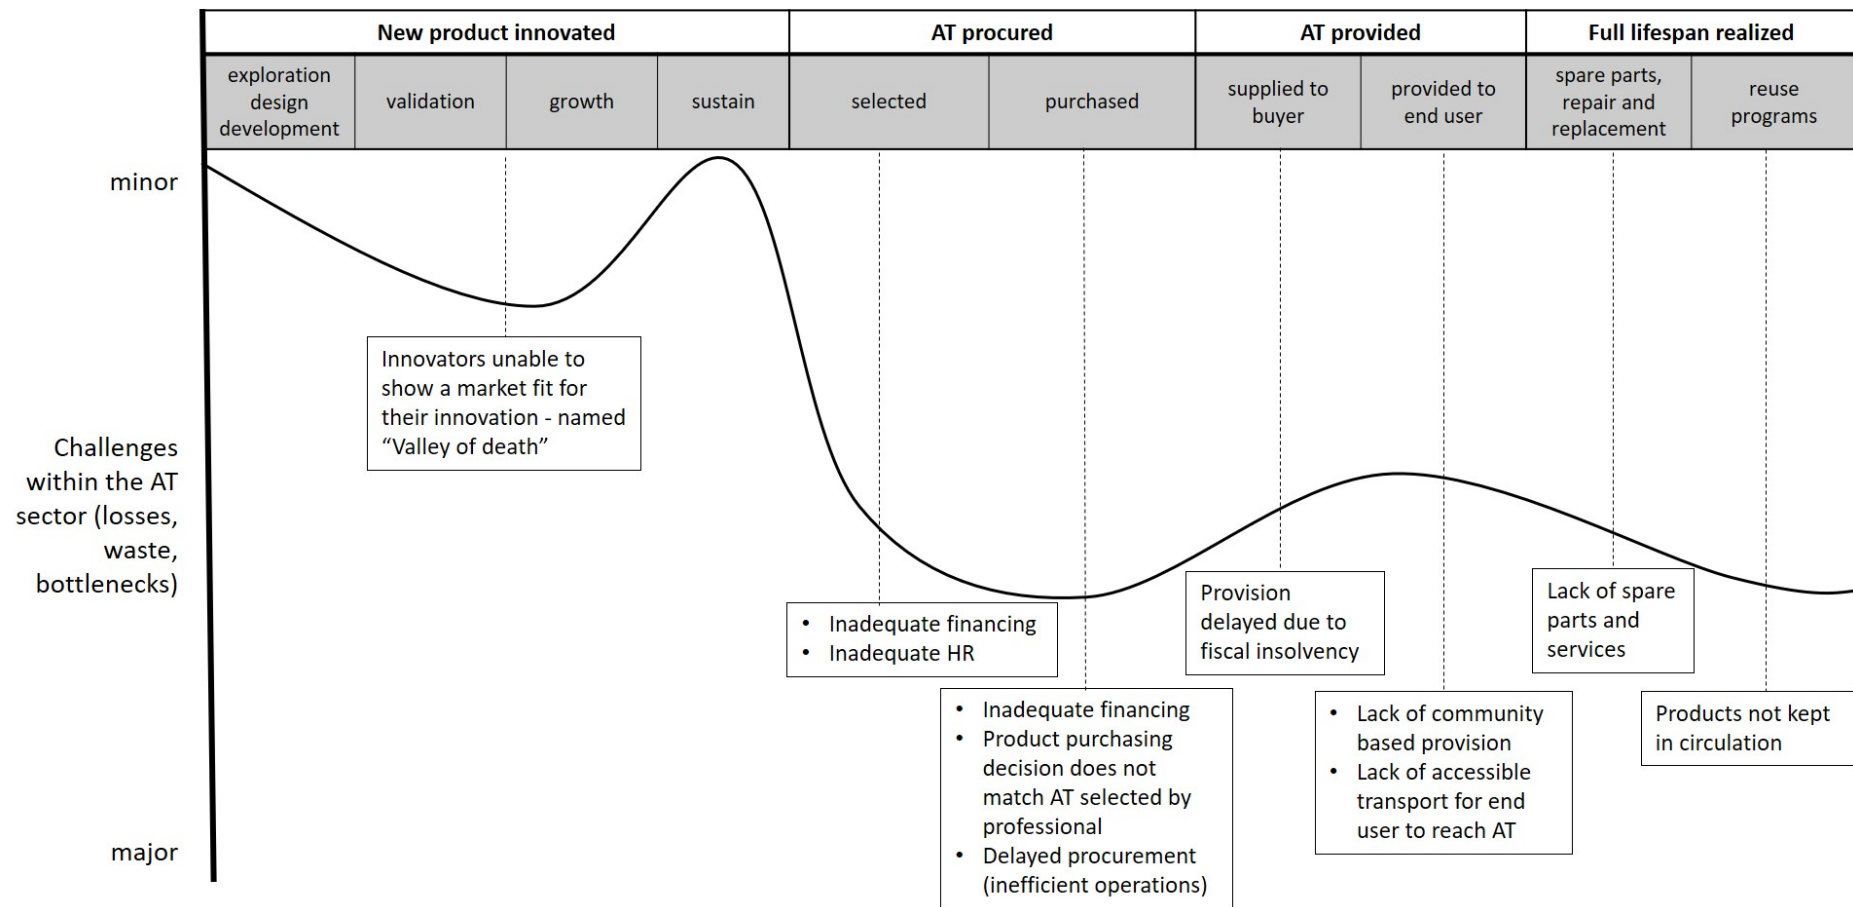 New product innovated
AT procured
AT provided
Full lifespan realized
exploration
design
development
validation
growth
sustain
selected
purchased
supplied to
buyer
provided to
end user
spare parts,
repair and
replacement
reuse
programs
minor
Challenges
within the AT
sector (losses,
waste,
bottlenecks)
major
Innovators unable to
show a market fit for
their innovation - named
“Valley of death”
• Inadequate financing
• Inadequate HR
• Inadequate financing
• Product purchasing
decision does not
match AT selected by
professional
• Delayed procurement
(inefficient operations)
Provision
delayed due to
fiscal insolvency
• Lack of community
based provision
• Lack of accessible
transport for end
user to reach AT
Lack of spare
parts and
services
Products not kept
in circulation